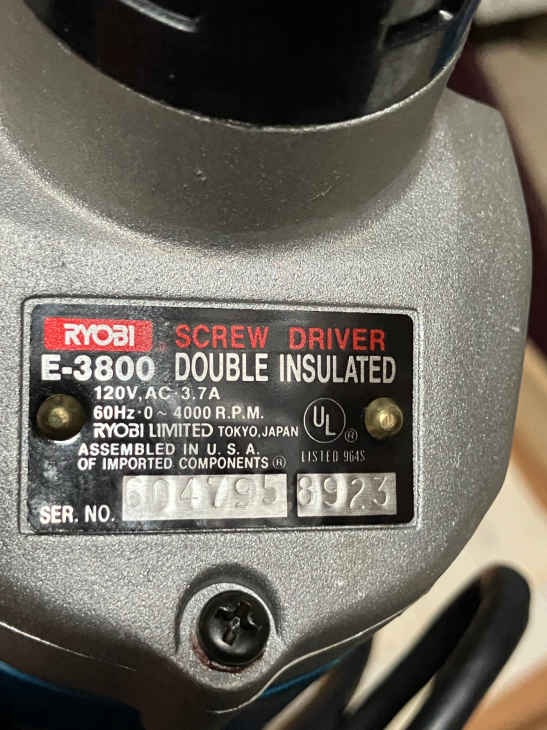 RYOBI SCREW DRIVER
E-3800 DOUBLE INSULATED
120V, AC 3.7A
60Hz·0 ~ 4000 R.P.M.
RYOBI LIMITED TOKYO, JAPAN
ASSEMBLED IN U. S. A.
OF IMPORTED COMPONENTS ®
UL ®
LISTED 964S
SER. NO. 604795 8923